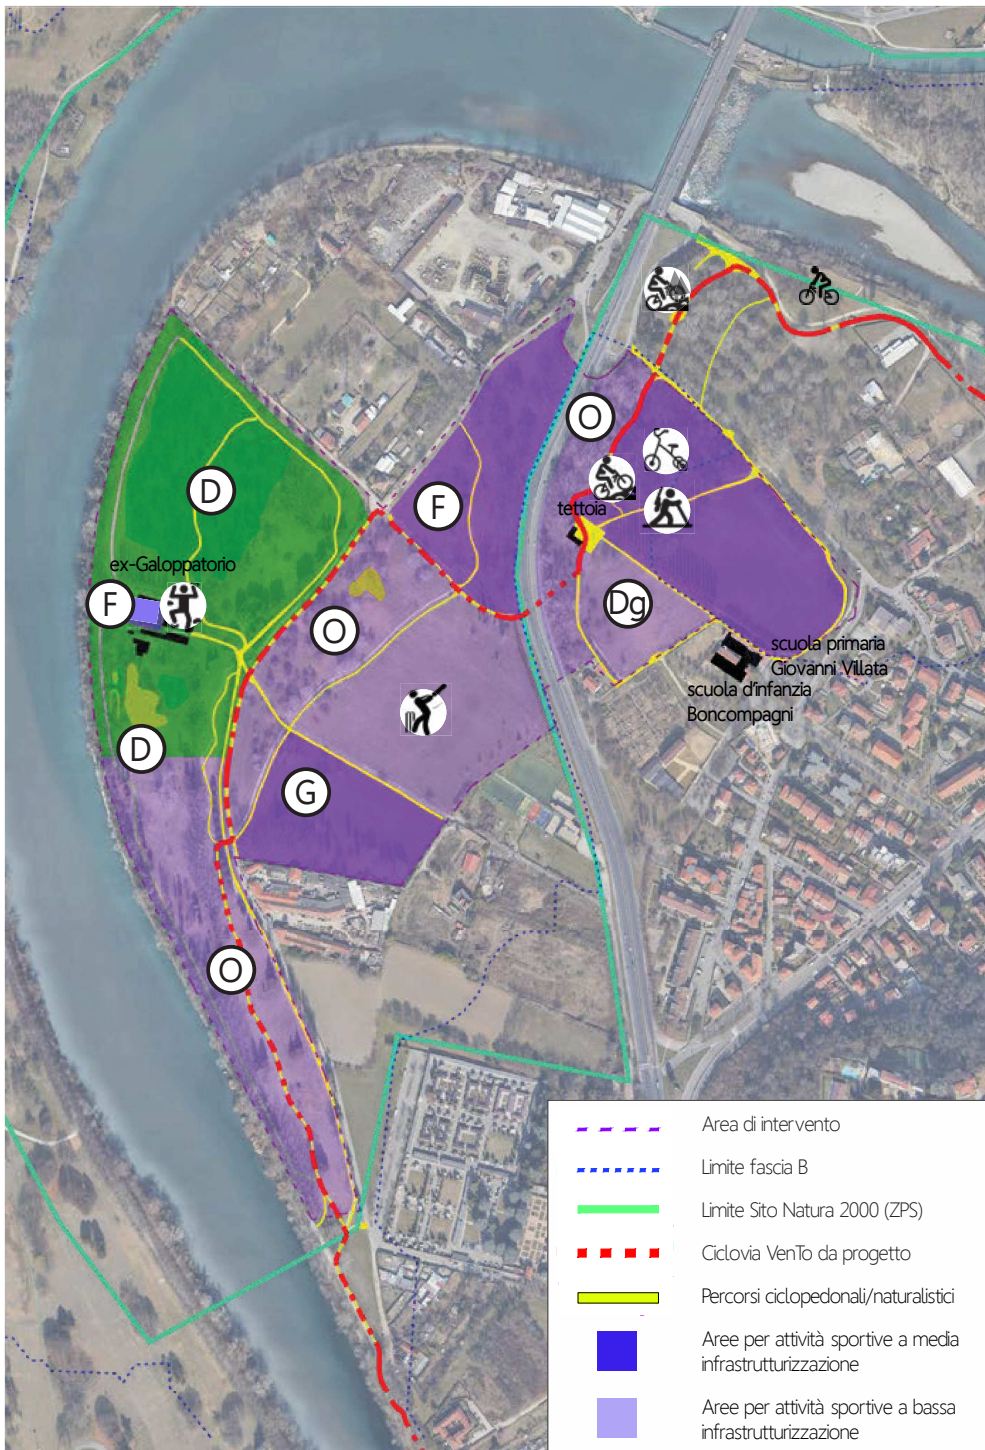 O
D
F
tettoia
ex-Galoppatorio
F
Dg
O
scuola primaria
Giovanni Villata
scuola d'infanzia
Boncompagni
D
G
O
Area di intervento
Limite fascia B
Limite Sito Natura 2000 (ZPS)
Ciclovia VenTo da progetto
Percorsi ciclopedonali/naturalistici
Aree per attività sportive a media
infrastrutturizzazione
Aree per attività sportive a bassa
infrastrutturizzazione